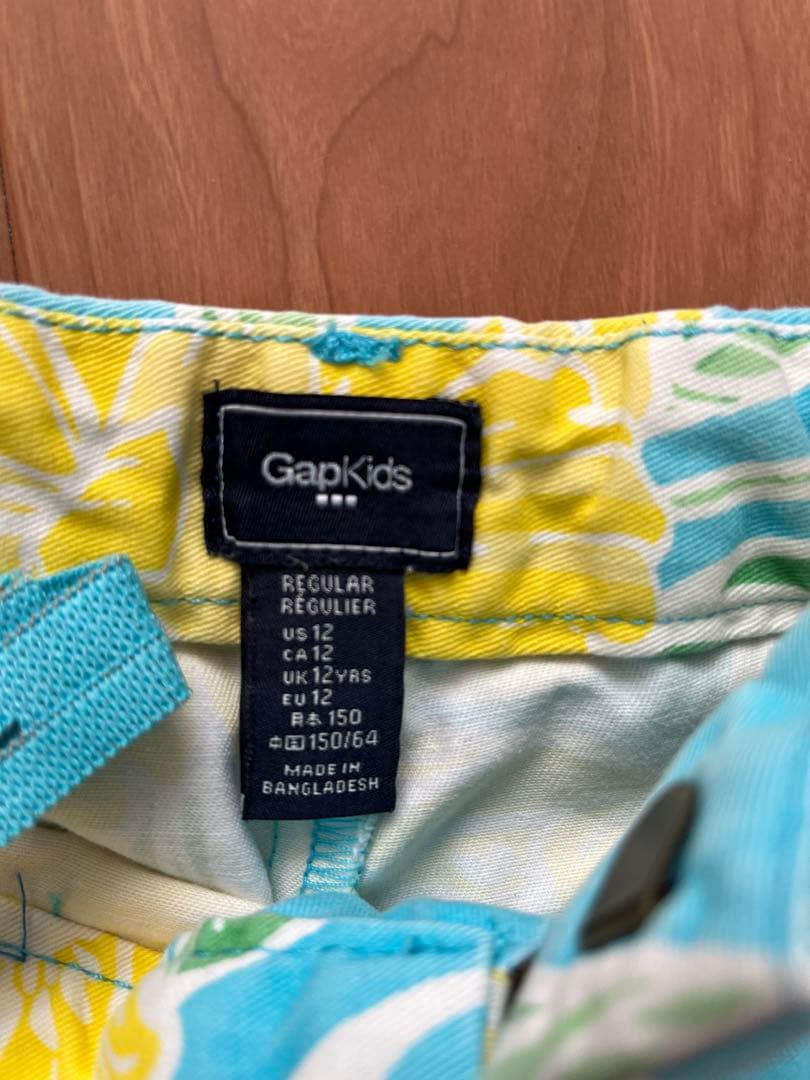 GapKids
REGULAR
RÉGULIER
US 12
CA 12
UK 12YRS
EU 12
日本 150
中国 150/64
MADE IN
BANGLADESH